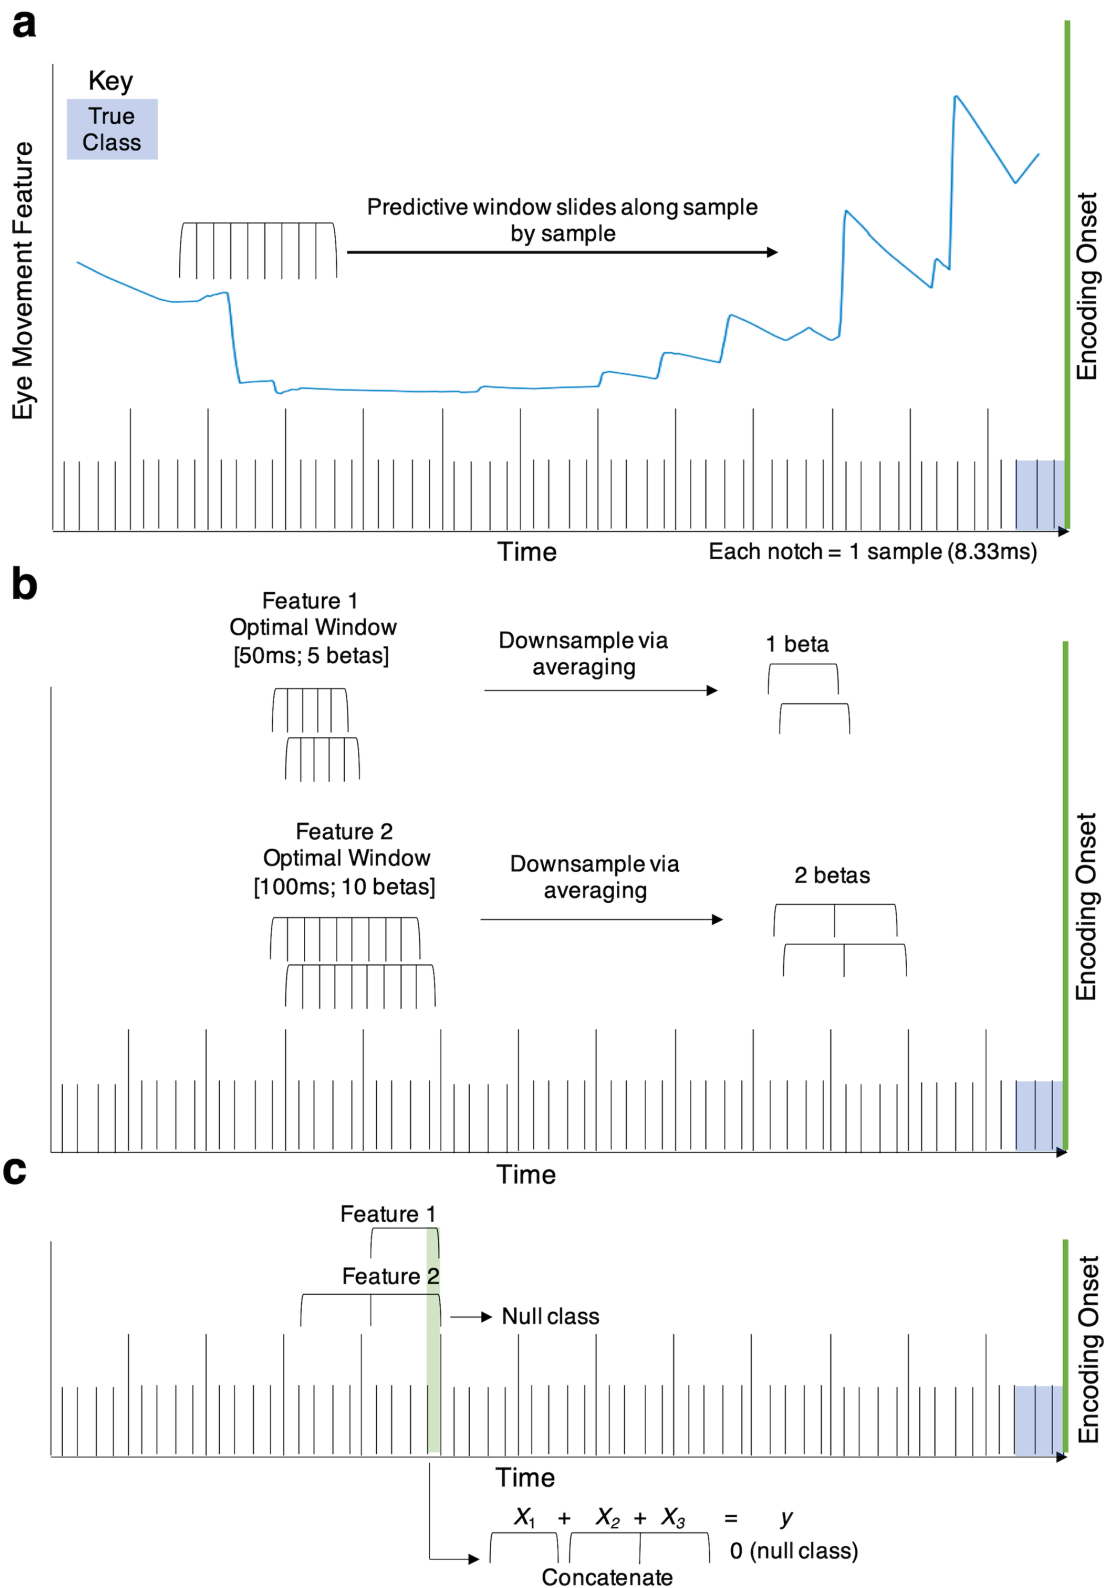 a
Key
True
Class
Eye Movement Feature
Predictive window slides along sample
by sample
Encoding Onset
Time
Each notch = 1 sample (8.33ms)
b
Feature 1
Optimal Window
[50ms; 5 betas]
Downsample via
averaging
1 beta
Feature 2
Optimal Window
[100ms; 10 betas]
Downsample via
averaging
2 betas
Encoding Onset
Time
c
Feature 1
Feature 2
Null class
Encoding Onset
Time
X₁ + X₂ + X₃ = y
0 (null class)
Concatenate